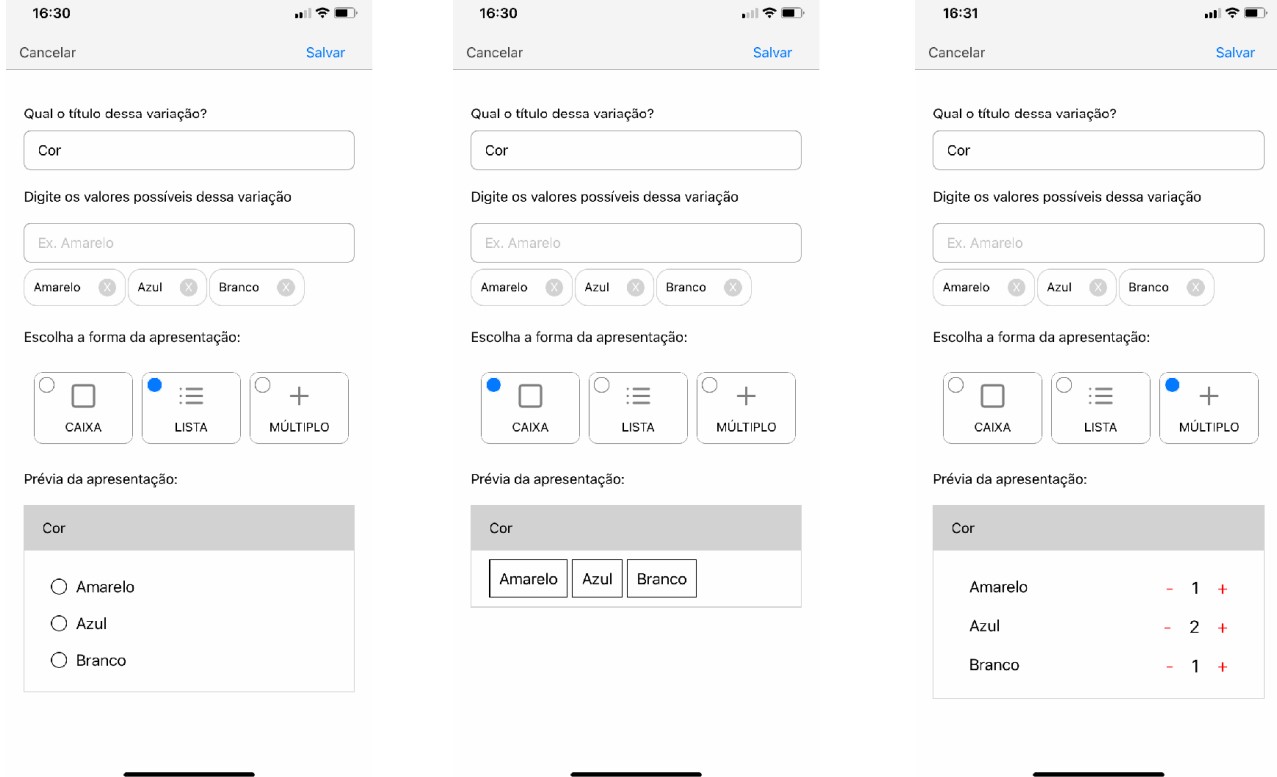 16:30
Cancelar Salvar
Qual o título dessa variação?
Cor
Digite os valores possíveis dessa variação
Ex. Amarelo
Amarelo X Azul X Branco X
Escolha a forma da apresentação:
CAIXA LISTA MÚLTIPLO
Prévia da apresentação:
Cor
Amarelo
Azul
Branco
16:30
Cancelar Salvar
Qual o título dessa variação?
Cor
Digite os valores possíveis dessa variação
Ex. Amarelo
Amarelo X Azul X Branco X
Escolha a forma da apresentação:
CAIXA LISTA MÚLTIPLO
Prévia da apresentação:
Cor
Amarelo Azul Branco
16:31
Cancelar Salvar
Qual o título dessa variação?
Cor
Digite os valores possíveis dessa variação
Ex. Amarelo
Amarelo X Azul X Branco X
Escolha a forma da apresentação:
CAIXA LISTA MÚLTIPLO
Prévia da apresentação:
Cor
Amarelo - 1 +
Azul - 2 +
Branco - 1 +